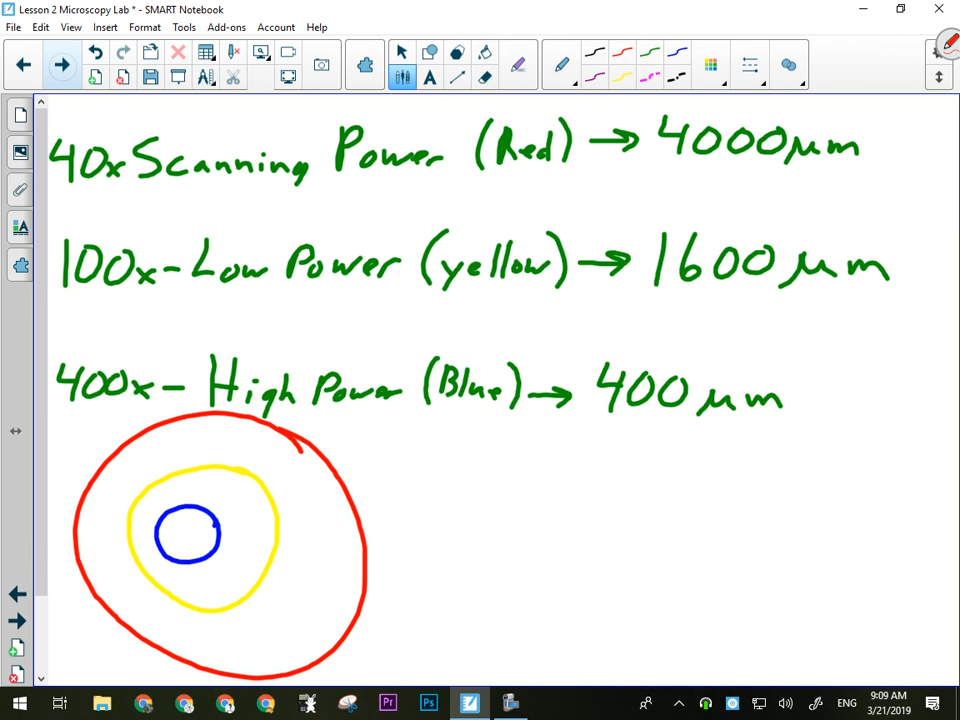 Lesson 2 Microscopy Lab * - SMART Notebook
File Edit View Insert Format Tools Add-ons Account Help
40x Scanning Power (Red) → 4000 µm
100x - Low Power (yellow) → 1600 µm
400x - High Power (Blue) → 400 µm
Pr Ps ENG 9:09 AM
3/21/2019